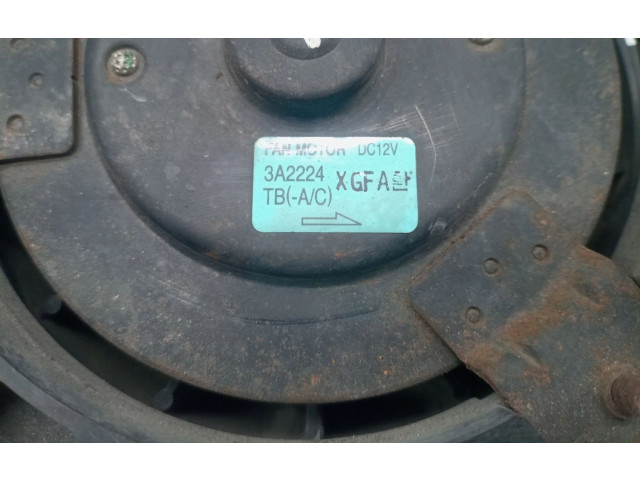 FAN MOTOR DC12V
3A2224 XGFA
TB(-A/C)